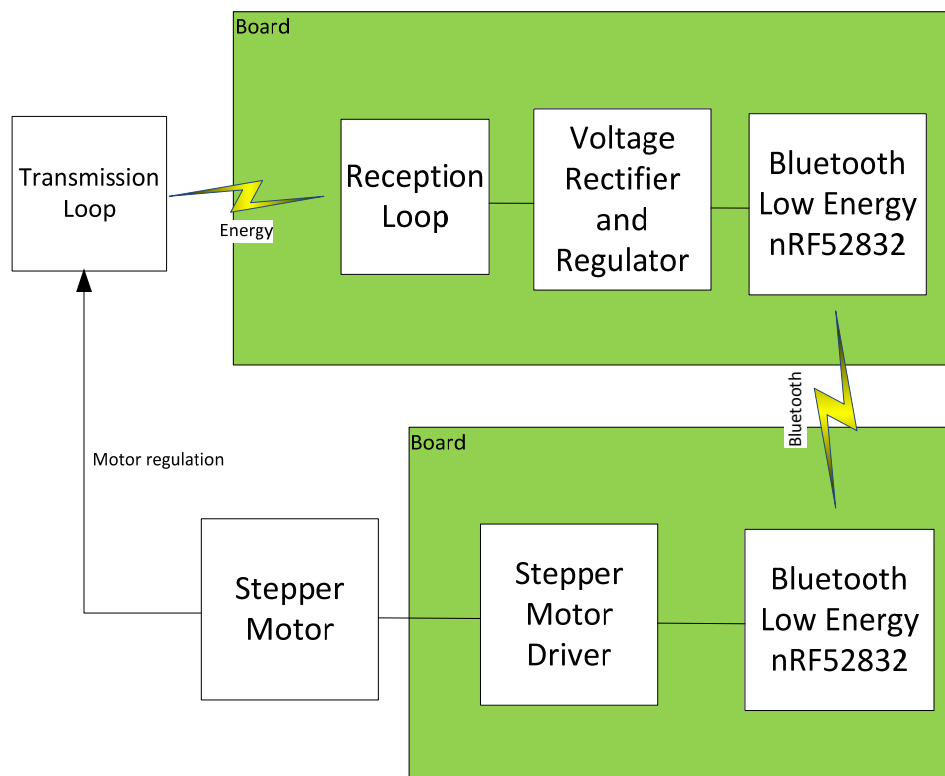 Board
Transmission
Loop
Energy
Reception
Loop
Voltage
Rectifier
and
Regulator
Bluetooth
Low Energy
nRF52832
Bluetooth
Motor regulation
Board
Stepper
Motor
Stepper
Motor
Driver
Bluetooth
Low Energy
nRF52832